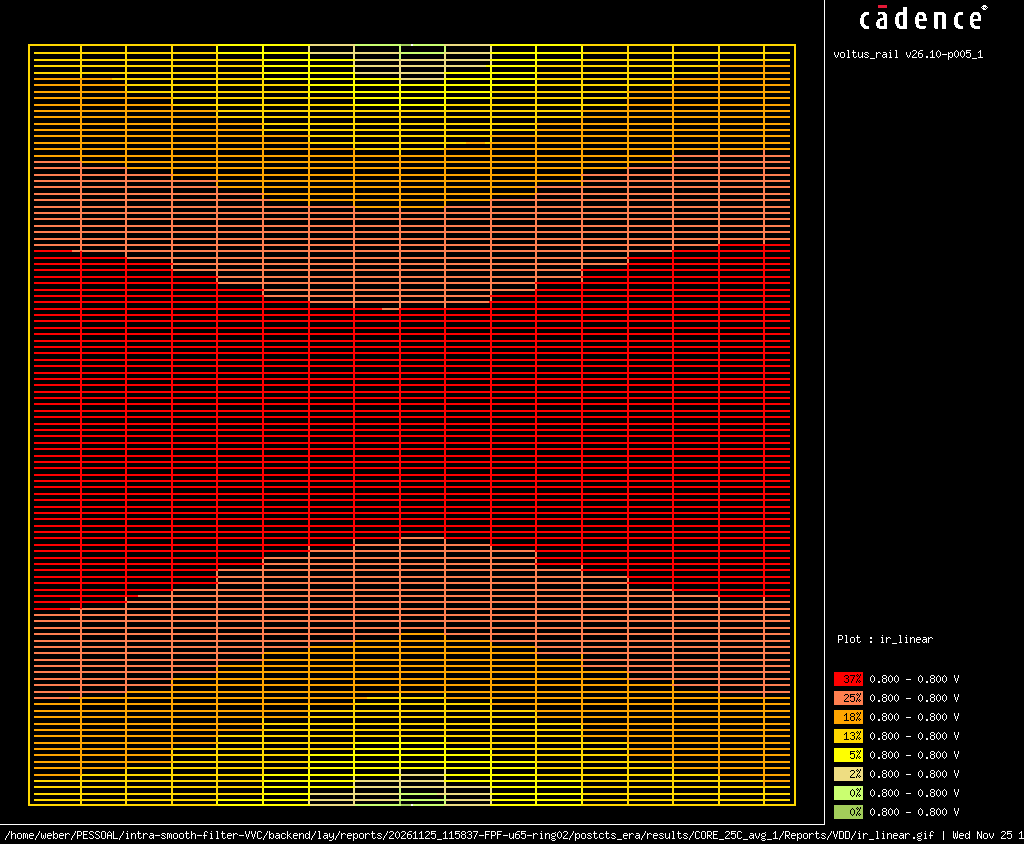 cādence®
voltus_rail v26.10-p005_1
Plot : ir_linear
37% 0.800 - 0.800 V
25% 0.800 - 0.800 V
18% 0.800 - 0.800 V
13% 0.800 - 0.800 V
5% 0.800 - 0.800 V
2% 0.800 - 0.800 V
0% 0.800 - 0.800 V
0% 0.800 - 0.800 V
/home/weber/PESSOAL/intra-smooth-filter-VVC/backend/lay/reports/20261125_115837-FPF-u65-ring02/postcts_era/results/CORE_25C_avg_1/Reports/VDD/ir_linear.gif | Wed Nov 25 1